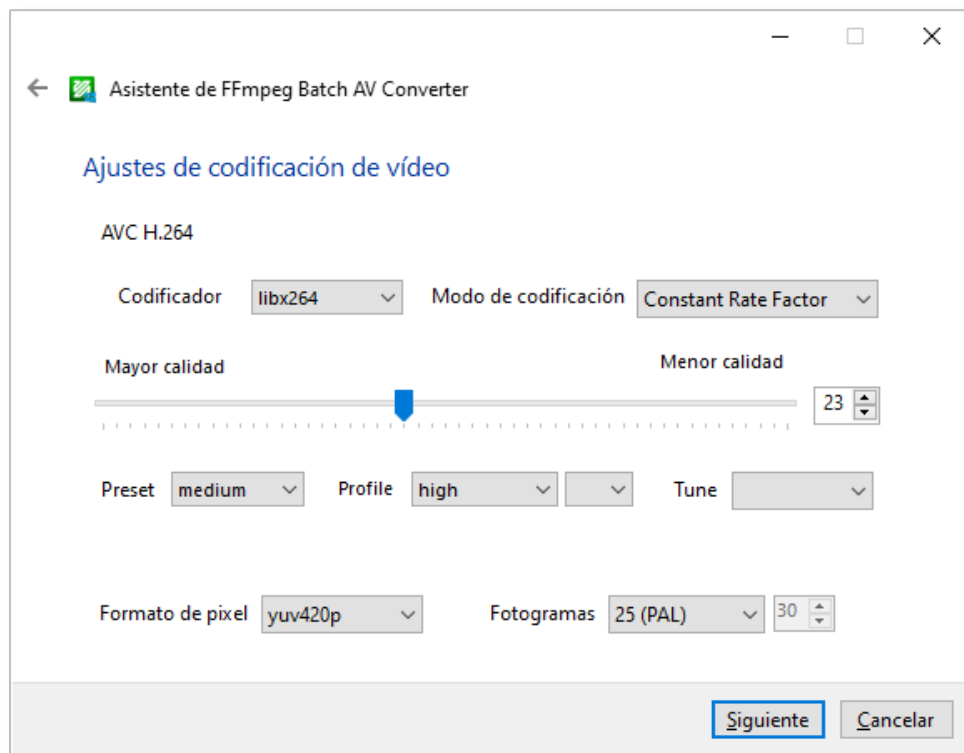 Asistente de FFmpeg Batch AV Converter
Ajustes de codificación de vídeo
AVC H.264
Codificador libx264 Modo de codificación Constant Rate Factor
Mayor calidad Menor calidad
23
Preset medium Profile high Tune
Formato de pixel yuv420p Fotogramas 25 (PAL) 30
Siguiente Cancelar